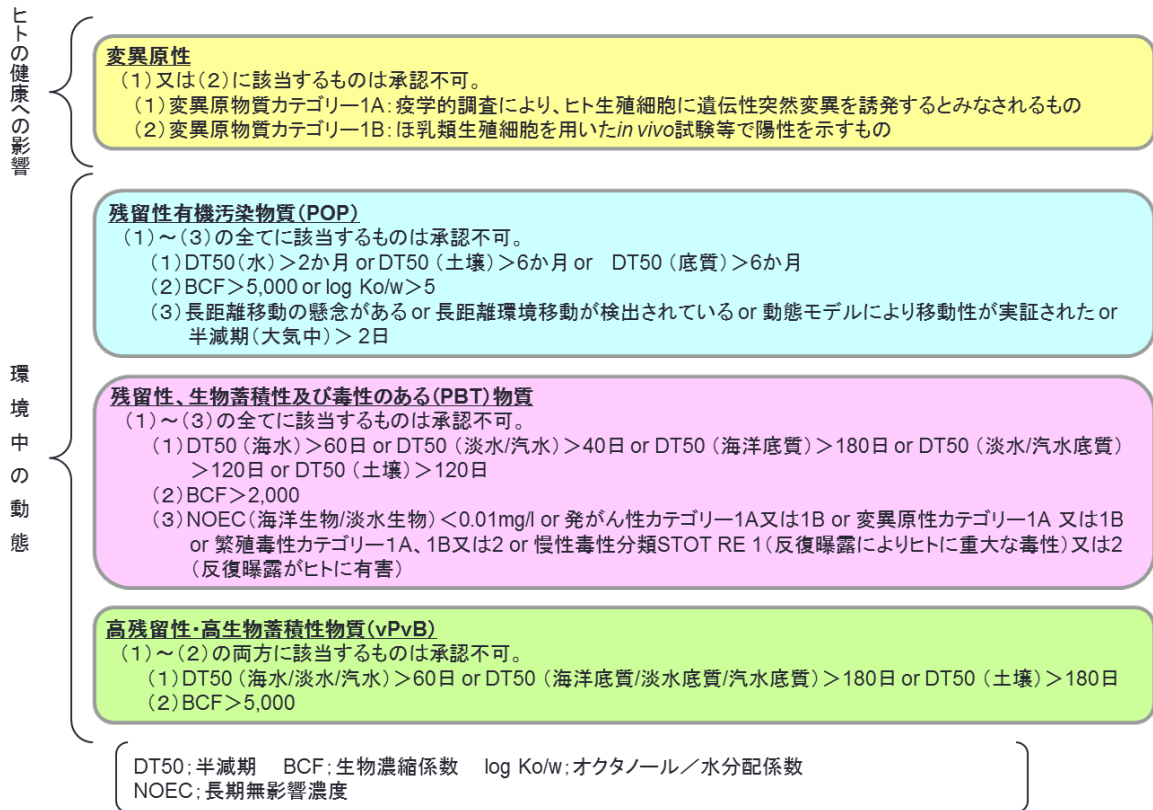 ヒトの健康への影響
変異原性
(1)又は(2)に該当するものは承認不可。
(1)変異原物質カテゴリー1A:疫学的調査により、ヒト生殖細胞に遺伝性突然変異を誘発するとみなされるもの
(2)変異原物質カテゴリー1B:ほ乳類生殖細胞を用いたin vivo試験等で陽性を示すもの
環境中の動態
残留性有機汚染物質(POP)
(1)~(3)の全てに該当するものは承認不可。
(1)DT50(水)>2か月 or DT50 (土壌)>6か月 or DT50 (底質)>6か月
(2)BCF>5,000 or log Ko/w>5
(3)長距離移動の懸念がある or 長距離環境移動が検出されている or 動態モデルにより移動性が実証された or
半減期(大気中)> 2日
残留性、生物蓄積性及び毒性のある(PBT)物質
(1)~(3)の全てに該当するものは承認不可。
(1)DT50 (海水)>60日 or DT50 (淡水/汽水)>40日 or DT50 (海洋底質)>180日 or DT50 (淡水/汽水底質)
>120日 or DT50 (土壌)>120日
(2)BCF>2,000
(3)NOEC(海洋生物/淡水生物)<0.01mg/l or 発がん性カテゴリー1A又は1B or 変異原性カテゴリー1A 又は1B
or 繁殖毒性カテゴリー1A、1B又は2 or 慢性毒性分類STOT RE 1(反復曝露によりヒトに重大な毒性)又は2
(反復曝露がヒトに有害)
高残留性・高生物蓄積性物質(vPvB)
(1)~(2)の両方に該当するものは承認不可。
(1)DT50 (海水/淡水/汽水)>60日 or DT50 (海洋底質/淡水底質/汽水底質)>180日 or DT50 (土壌)>180日
(2)BCF>5,000
DT50;半減期 BCF;生物濃縮係数 log Ko/w;オクタノール/水分配係数
NOEC;長期無影響濃度